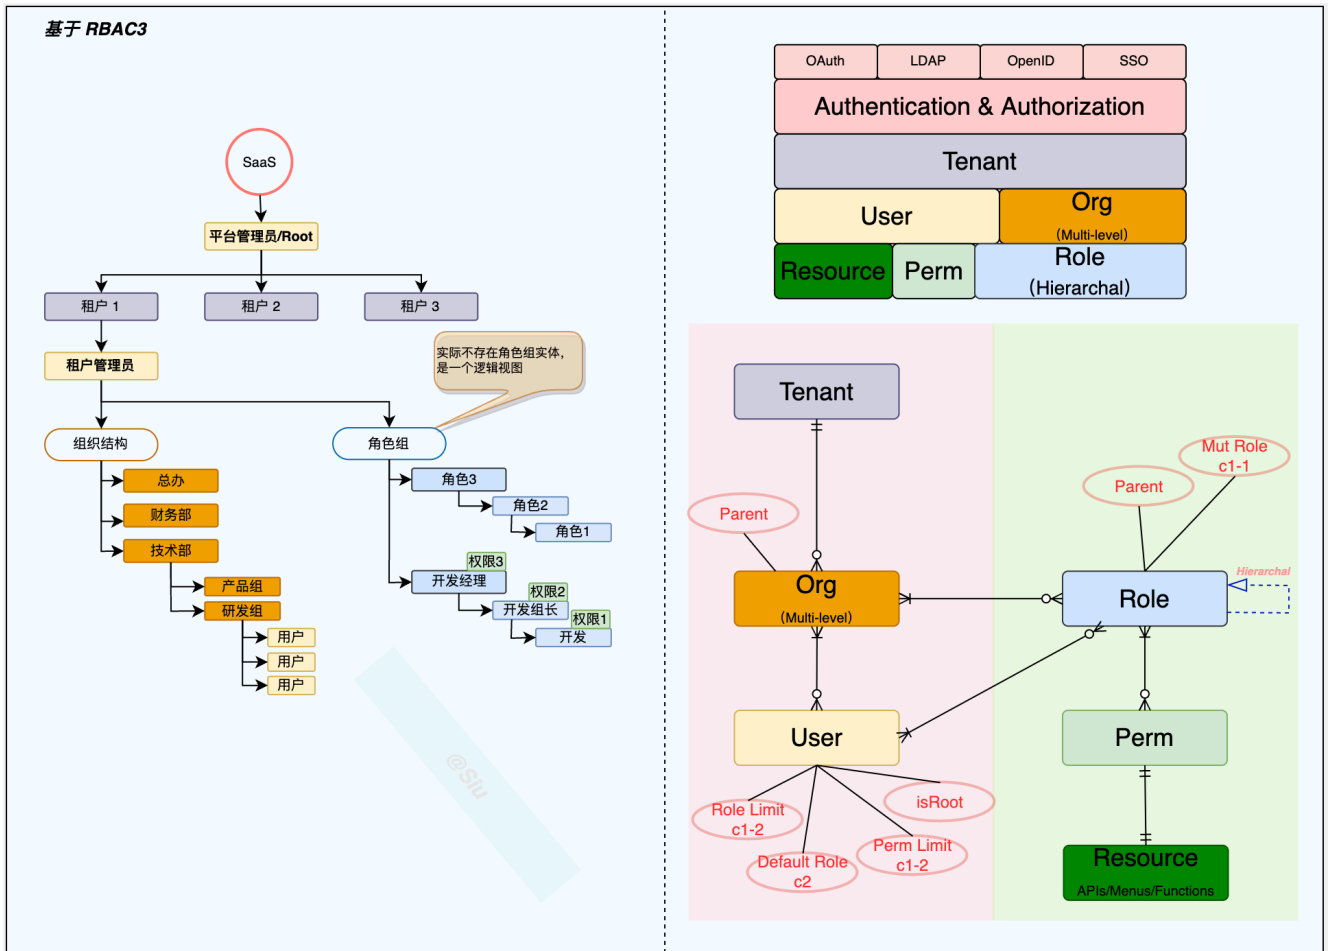 基于 RBAC3
SaaS
平台管理员/Root
租户 1
租户 2
租户 3
租户管理员
实际不存在角色组实体，
是一个逻辑视图
组织结构
角色组
总办
财务部
技术部
产品组
研发组
用户
用户
用户
角色3
角色2
角色1
权限3
开发经理
权限2
开发组长
权限1
开发
@Siu
OAuth
LDAP
OpenID
SSO
Authentication & Authorization
Tenant
User
Org
(Multi-level)
Resource
Perm
Role
(Hierarchal)
Tenant
Parent
Org
(Multi-level)
User
Role Limit
c1-2
Default Role
c2
Perm Limit
c1-2
isRoot
Mut Role
c1-1
Parent
Hierarchal
Role
Perm
Resource
APIs/Menus/Functions